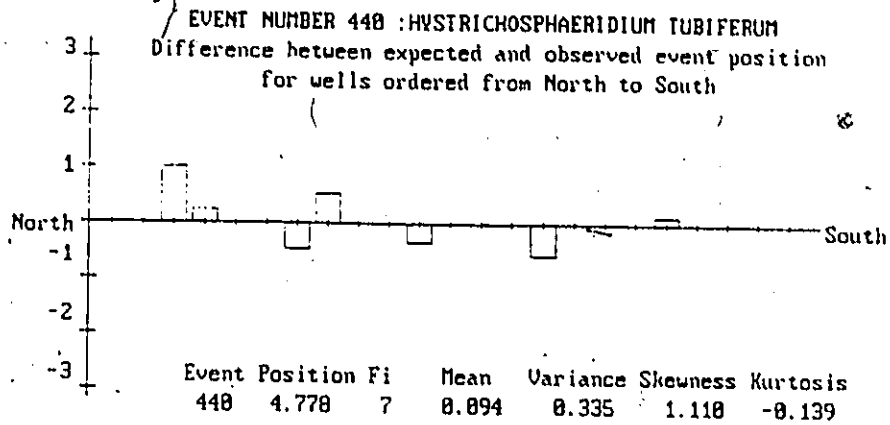 EVENT NUMBER 440 :HYSTRICHOSPHAERIDIUM TUBIFERUM
Difference between expected and observed event position
for wells ordered from North to South
3
2
1
North
South
-1
-2
-3
Event Position Fi Mean Variance Skewness Kurtosis
440 4.778 7 0.094 0.335 1.110 -0.139